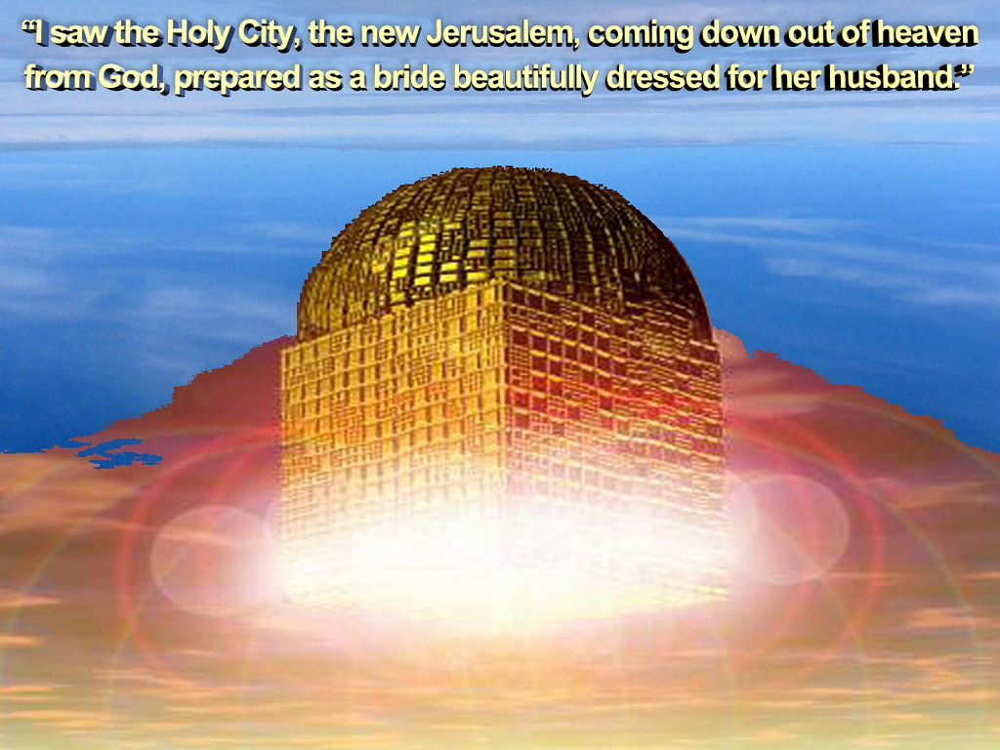 “I saw the Holy City, the new Jerusalem, coming down out of heaven
from God, prepared as a bride beautifully dressed for her husband.”